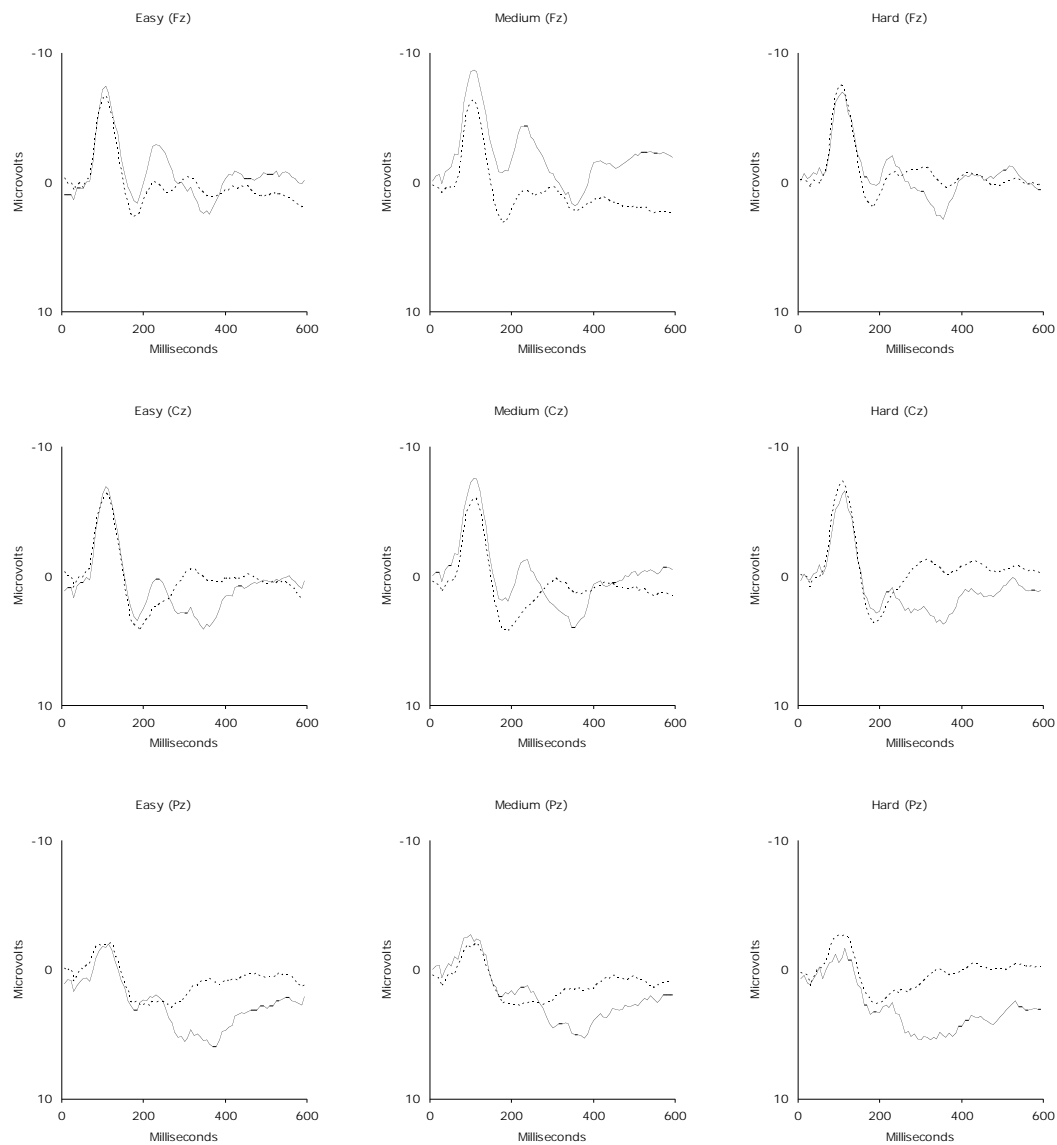 Easy (Fz)
Medium (Fz)
Hard (Fz)
-10
-10
-10
Microvolts
Microvolts
Microvolts
0
0
0
10
10
10
0 200 400 600
0 200 400 600
0 200 400 600
Milliseconds
Milliseconds
Milliseconds
Easy (Cz)
Medium (Cz)
Hard (Cz)
-10
-10
-10
Microvolts
Microvolts
Microvolts
0
0
0
10
10
10
0 200 400 600
0 200 400 600
0 200 400 600
Milliseconds
Milliseconds
Milliseconds
Easy (Pz)
Medium (Pz)
Hard (Pz)
-10
-10
-10
Microvolts
Microvolts
Microvolts
0
0
0
10
10
10
0 200 400 600
0 200 400 600
0 200 400 600
Milliseconds
Milliseconds
Milliseconds